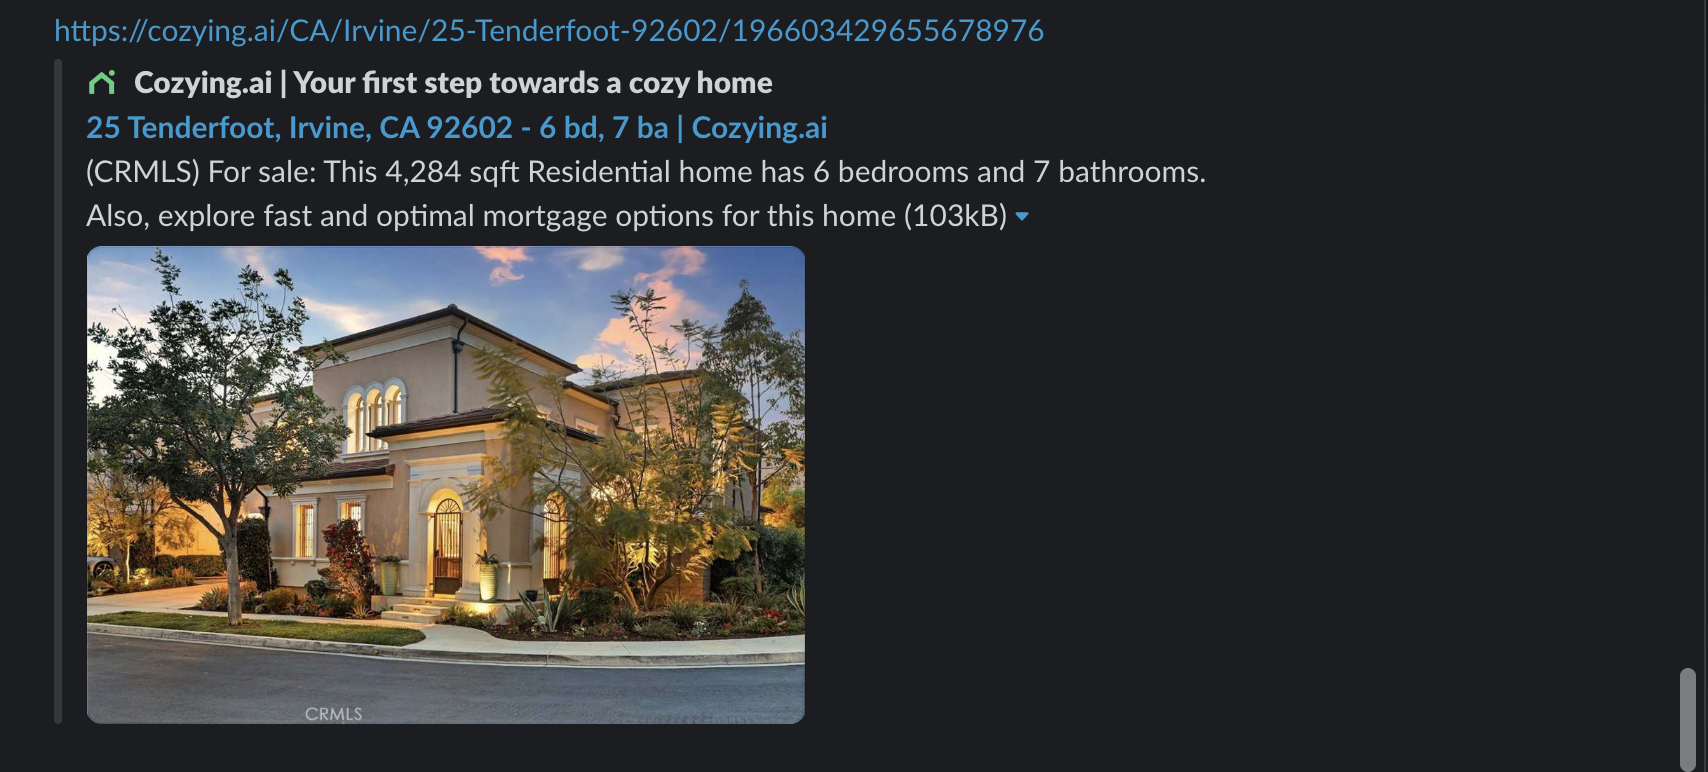 https://cozying.ai/CA/Irvine/25-Tenderfoot-92602/196603429655678976
Cozying.ai | Your first step towards a cozy home
25 Tenderfoot, Irvine, CA 92602 - 6 bd, 7 ba | Cozying.ai
(CRMLS) For sale: This 4,284 sqft Residential home has 6 bedrooms and 7 bathrooms.
Also, explore fast and optimal mortgage options for this home (103kB)
CRMLS